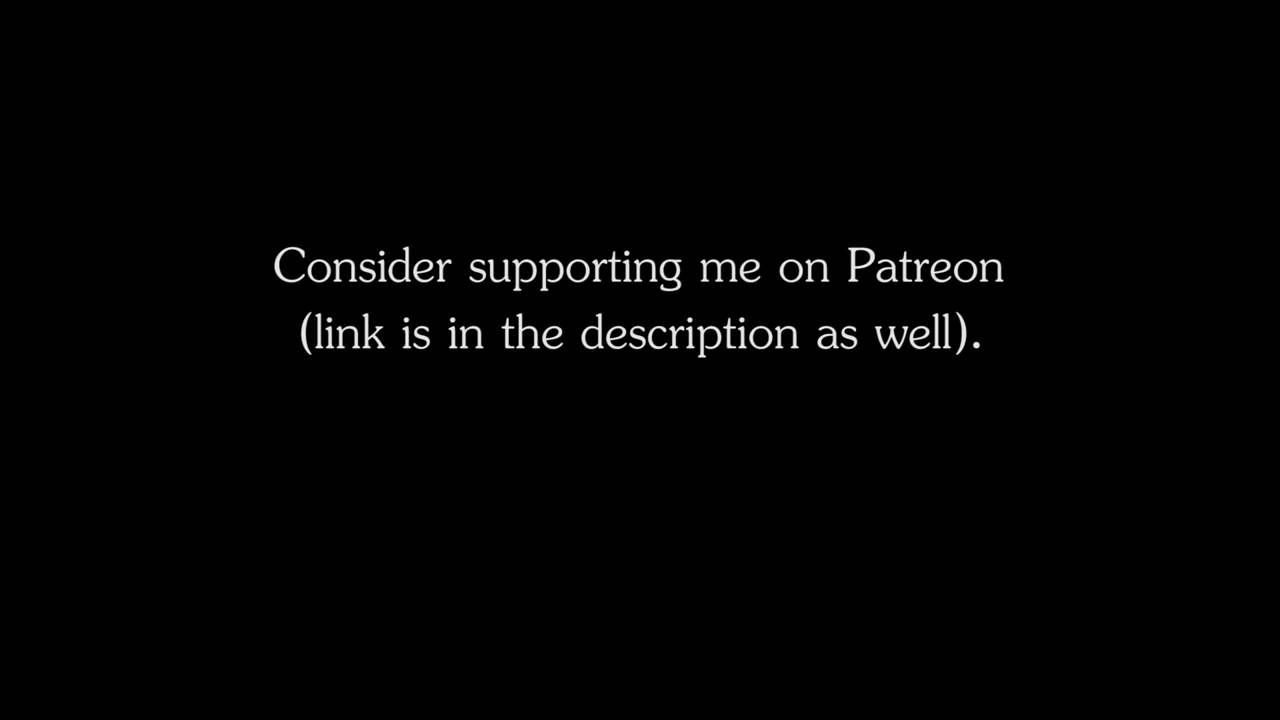 Consider supporting me on Patreon
(link is in the description as well).